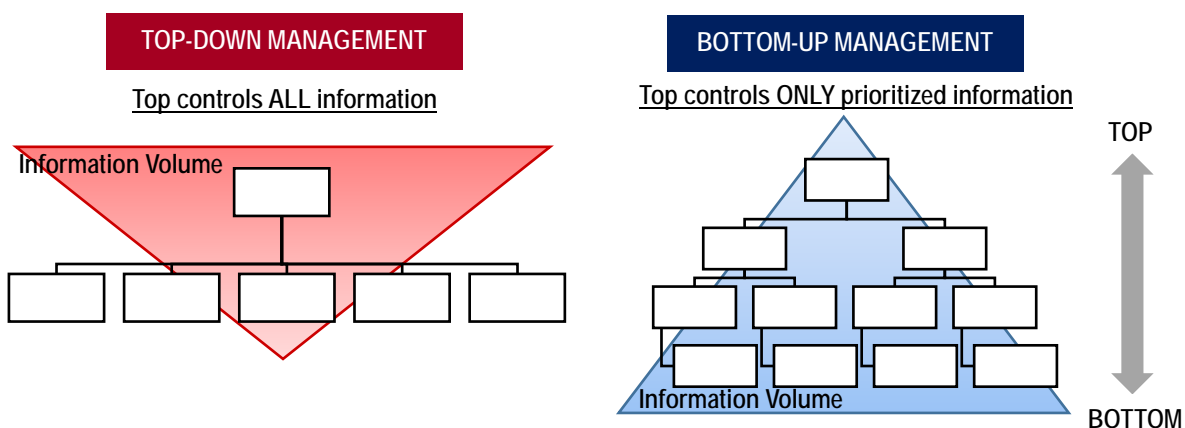 TOP-DOWN MANAGEMENT
Top controls ALL information
Information Volume
BOTTOM-UP MANAGEMENT
Top controls ONLY prioritized information
Information Volume
TOP
BOTTOM